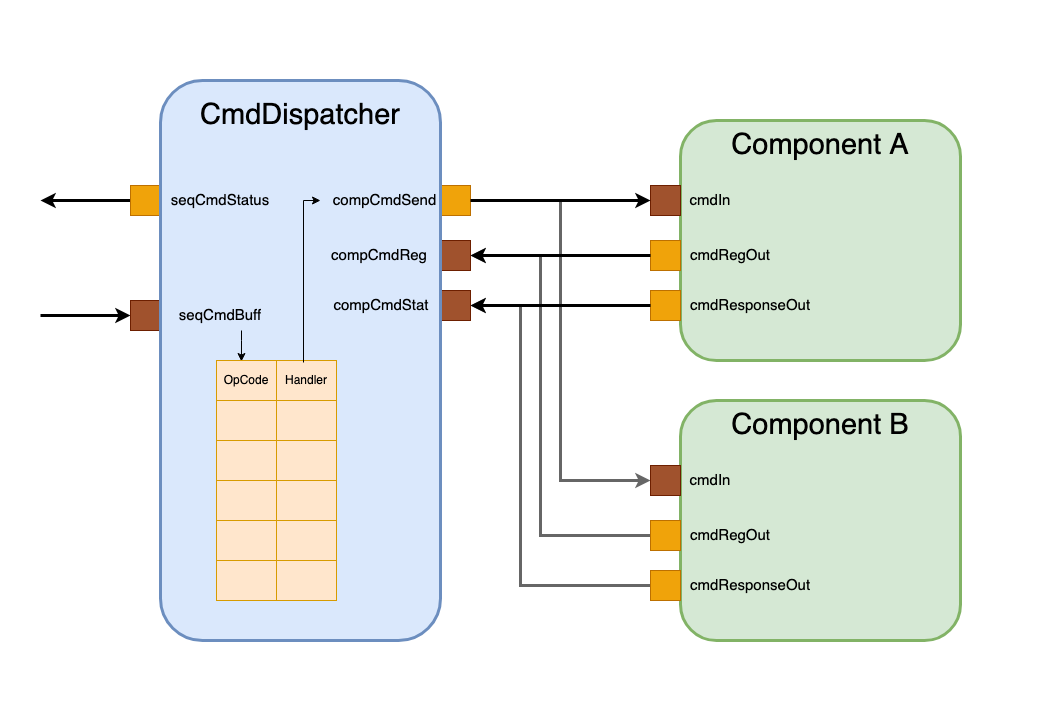 CmdDispatcher
seqCmdStatus
compCmdSend
compCmdReg
compCmdStat
seqCmdBuff
OpCode
Handler
Component A
cmdIn
cmdRegOut
cmdResponseOut
Component B
cmdIn
cmdRegOut
cmdResponseOut